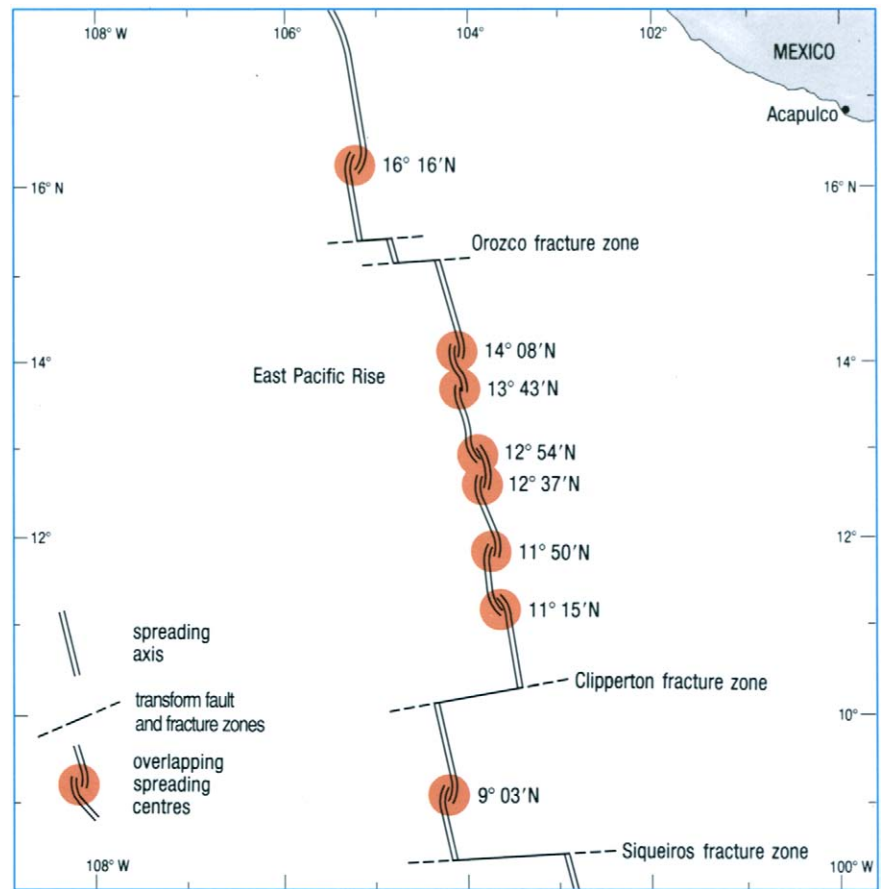 108° W
106°
104°
102°
MEXICO
Acapulco
16° 16′N
16° N
16° N
Orozco fracture zone
14° 08′N
14°
14°
East Pacific Rise
13° 43′N
12° 54′N
12° 37′N
12°
12°
11° 50′N
11° 15′N
spreading
axis
Clipperton fracture zone
transform fault
and fracture zones
10°
overlapping
spreading
centres
9° 03′N
Siqueiros fracture zone
108° W
100° W